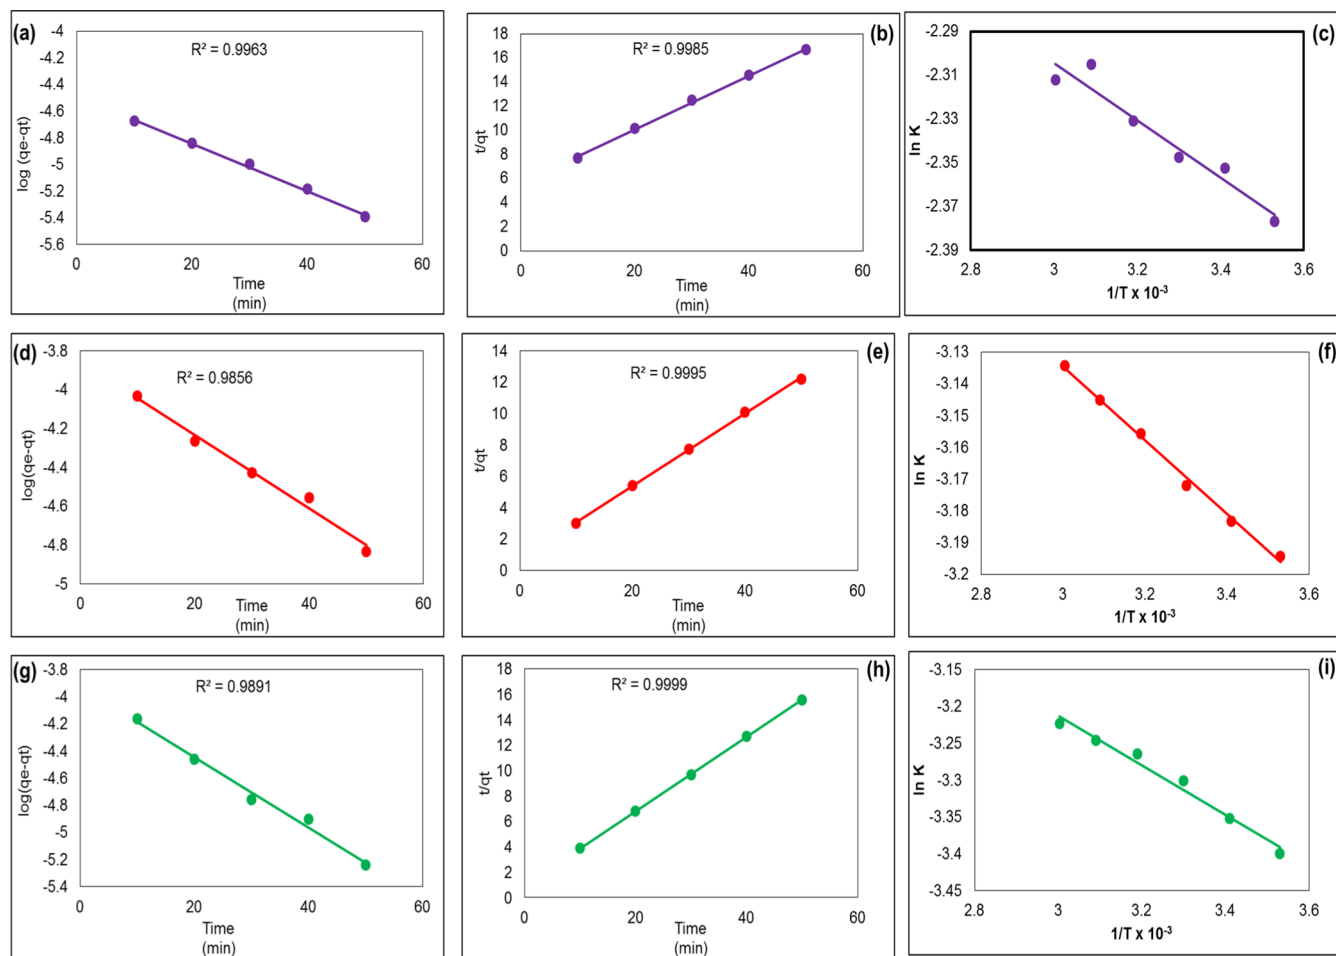 (a)
R² = 0.9963
log (qe-qt)
-4
-4.2
-4.4
-4.6
-4.8
-5
-5.2
-5.4
-5.6
0
20
40
60
Time
(min)
(b)
R² = 0.9985
t/qt
18
16
14
12
10
8
6
4
2
0
0
20
40
60
Time
(min)
(c)
ln K
-2.29
-2.31
-2.33
-2.35
-2.37
-2.39
2.8
3
3.2
3.4
3.6
1/T x 10⁻³
(d)
R² = 0.9856
log(qe-qt)
-3.8
-4
-4.2
-4.4
-4.6
-4.8
-5
0
20
40
60
Time
(min)
(e)
R² = 0.9995
t/qt
14
12
10
8
6
4
2
0
0
20
40
60
Time
(min)
(f)
ln K
-3.13
-3.14
-3.15
-3.16
-3.17
-3.18
-3.19
-3.2
2.8
3
3.2
3.4
3.6
1/T x 10⁻³
(g)
R² = 0.9891
log(qe-qt)
-3.8
-4
-4.2
-4.4
-4.6
-4.8
-5
-5.2
-5.4
0
20
40
60
Time
(min)
(h)
R² = 0.9999
t/qt
18
16
14
12
10
8
6
4
2
0
0
20
40
60
Time
(min)
(i)
ln K
-3.15
-3.2
-3.25
-3.3
-3.35
-3.4
-3.45
2.8
3
3.2
3.4
3.6
1/T x 10⁻³